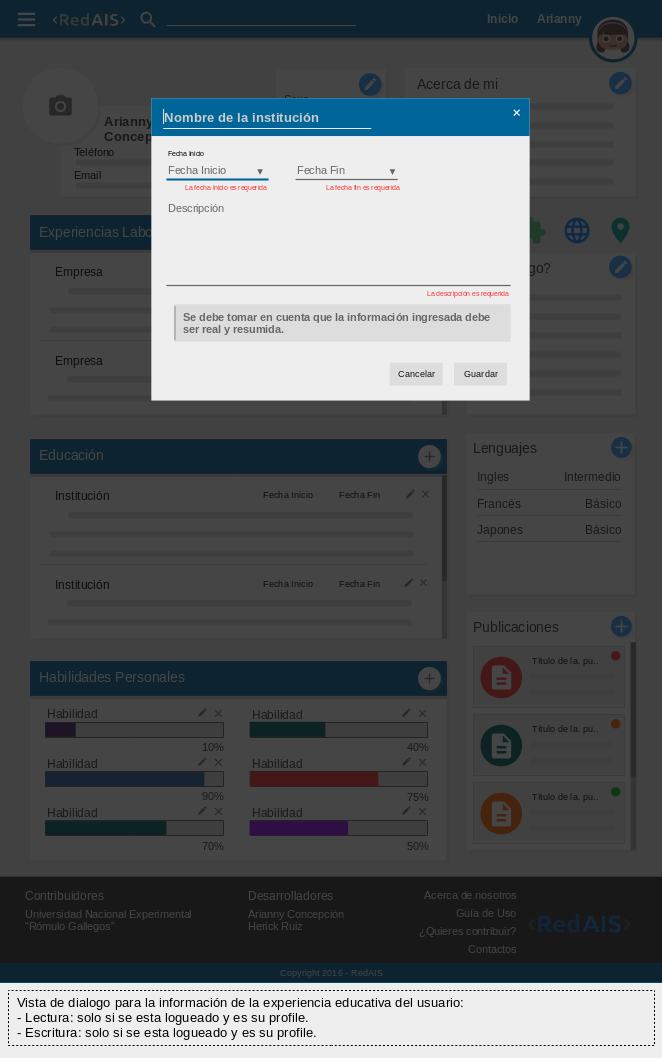 <RedAIS>
Inicio
Arianny
Acerca de mi
Arianny
Concep
Teléfono
Email
Nombre de la institución
×
Fecha Inicio
Fecha Inicio ▼
Fecha Fin ▼
La fecha inicio es requerida
La fecha fin es requerida
Descripción
La descripción es requerida
Se debe tomar en cuenta que la información ingresada debe
ser real y resumida.
Cancelar
Guardar
Experiencias Labo
Empresa
Empresa
go?
Educación
Institución Fecha Inicio Fecha Fin
Institución Fecha Inicio Fecha Fin
Lenguajes
Ingles Intermedio
Francés Básico
Japones Básico
Publicaciones
Titulo de la. pu..
Titulo de la. pu..
Titulo de la. pu..
Habilidades Personales
Habilidad
10%
Habilidad
40%
Habilidad
90%
Habilidad
75%
Habilidad
70%
Habilidad
50%
Contribuidores
Universidad Nacional Experimental
"Rómulo Gallegos"
Desarrolladores
Arianny Concepción
Herick Ruiz
Acerca de nosotros
Guía de Uso
¿Quieres contribuir?
Contactos
<RedAIS>
Copyright 2016 - RedAIS
Vista de dialogo para la información de la experiencia educativa del usuario:
- Lectura: solo si se esta logueado y es su profile.
- Escritura: solo si se esta logueado y es su profile.